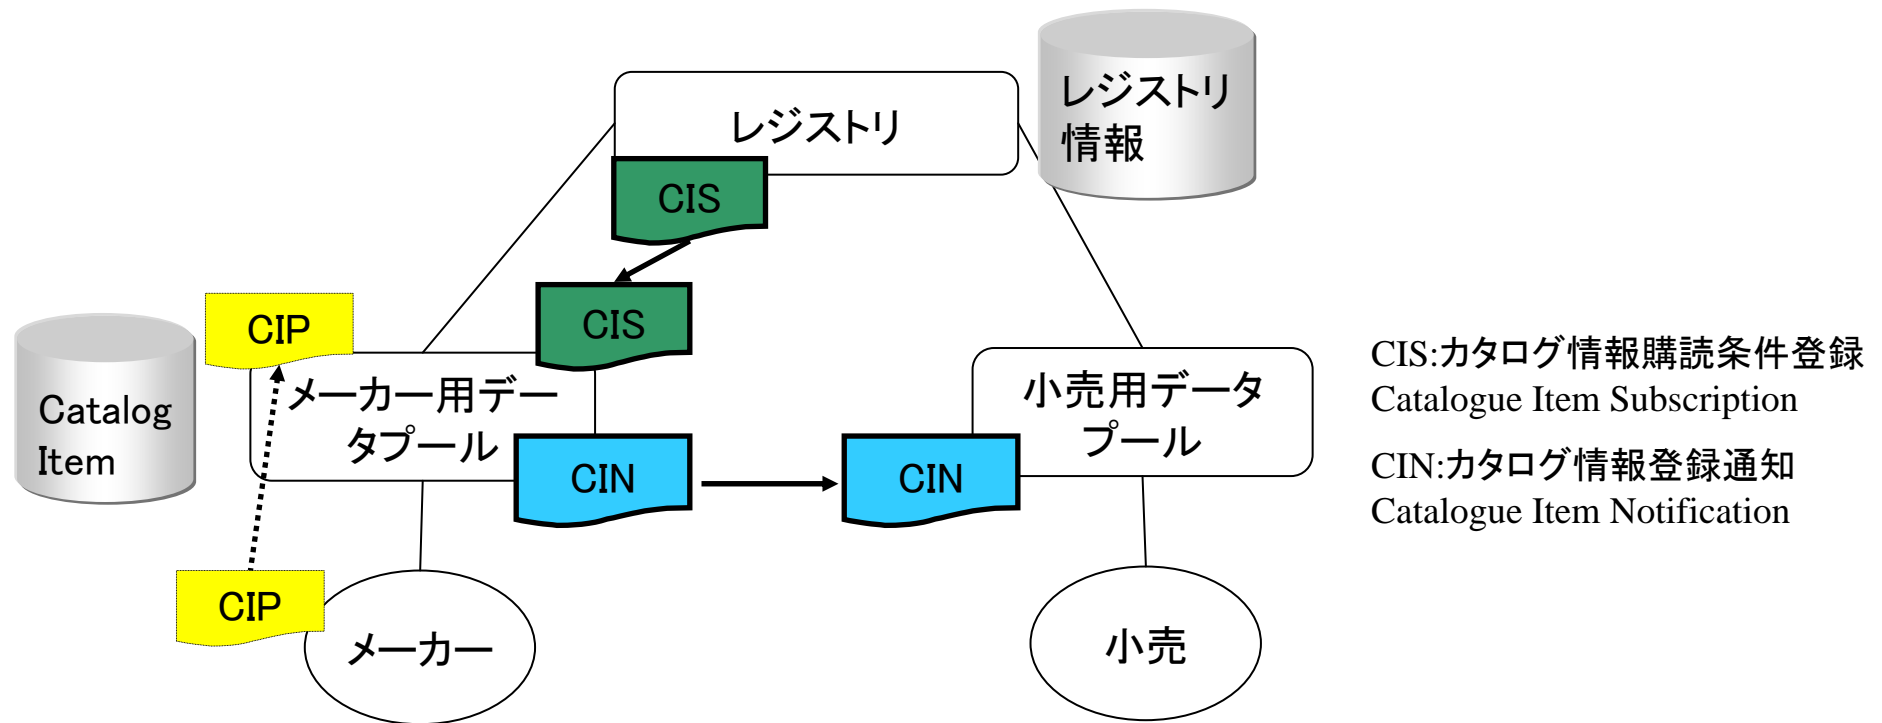 レジストリ
レジストリ
情報
CIS
CIS
CIP
Catalog
Item
メーカー用デー
タプール
小売用データ
プール
CIN
CIN
CIP
メーカー
小売
CIS:カタログ情報購読条件登録
Catalogue Item Subscription
CIN:カタログ情報登録通知
Catalogue Item Notification